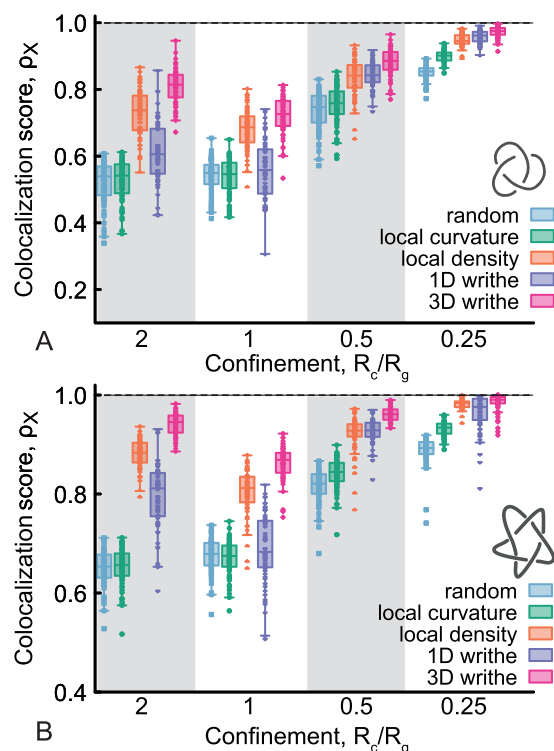 A
Colocalization score, ρx
1.0
0.8
0.6
0.4
0.2
random
local curvature
local density
1D writhe
3D writhe
2 1 0.5 0.25
Confinement, Rc/Rg
B
Colocalization score, ρx
1.0
0.8
0.6
0.4
random
local curvature
local density
1D writhe
3D writhe
2 1 0.5 0.25
Confinement, Rc/Rg